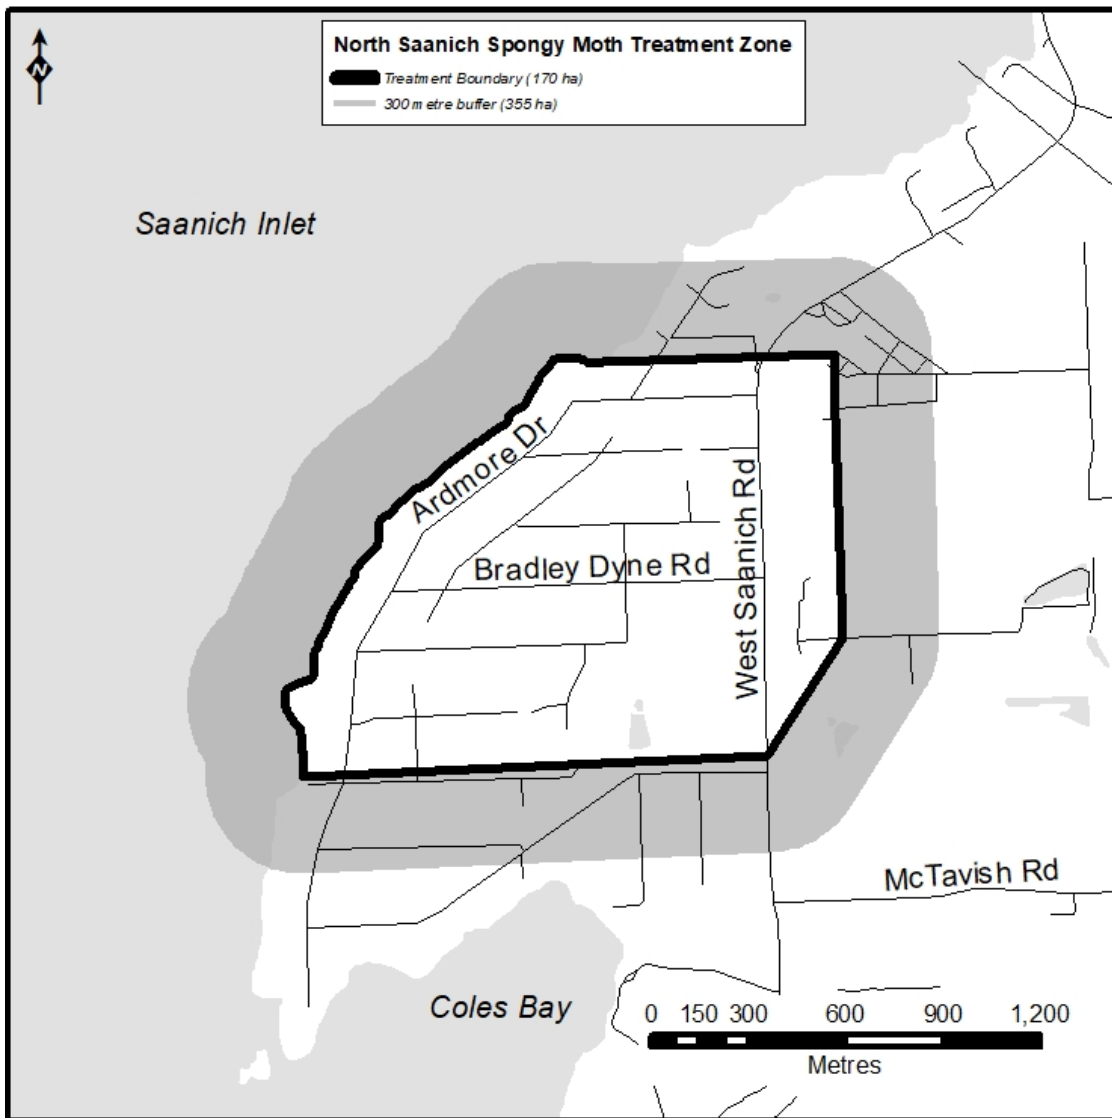 North Saanich Spongy Moth Treatment Zone
Treatment Boundary (170 ha)
300 metre buffer (355 ha)
N
Saanich Inlet
Ardmore Dr
Bradley Dyne Rd
West Saanich Rd
McTavish Rd
Coles Bay
0 150 300 600 900 1,200
Metres